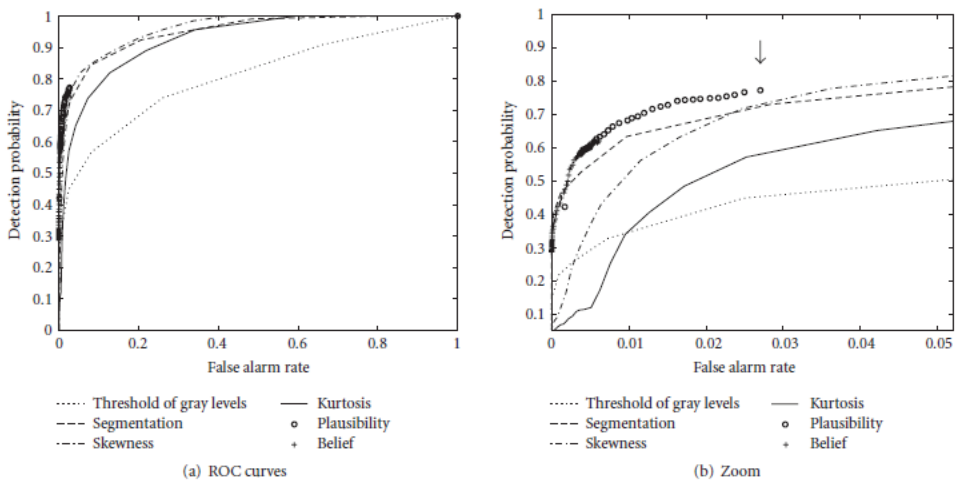 1
0.9
0.8
0.7
0.6
0.5
0.4
0.3
0.2
0.1
0
Detection probability
0 0.2 0.4 0.6 0.8 1
False alarm rate
Threshold of gray levels
Segmentation
Skewness
Kurtosis
Plausibility
Belief
(a) ROC curves
1
0.9
0.8
0.7
0.6
0.5
0.4
0.3
0.2
0.1
Detection probability
0 0.01 0.02 0.03 0.04 0.05
False alarm rate
Threshold of gray levels
Segmentation
Skewness
Kurtosis
Plausibility
Belief
(b) Zoom